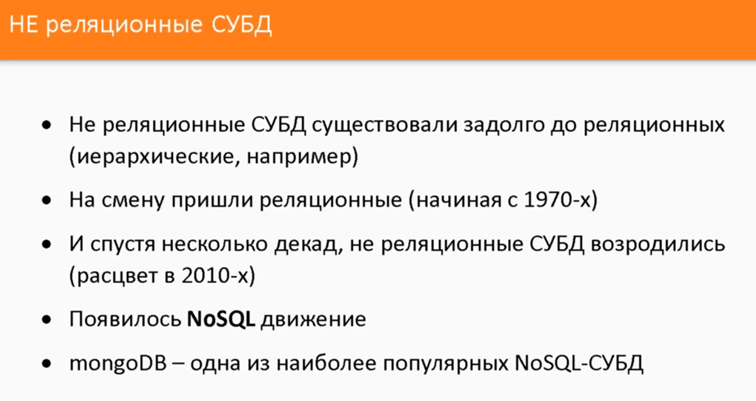 НЕ реляционные СУБД
• Не реляционные СУБД существовали задолго до реляционных
(иерархические, например)
• На смену пришли реляционные (начиная с 1970-х)
• И спустя несколько декад, не реляционные СУБД возродились
(расцвет в 2010-х)
• Появилось NoSQL движение
• mongoDB – одна из наиболее популярных NoSQL-СУБД